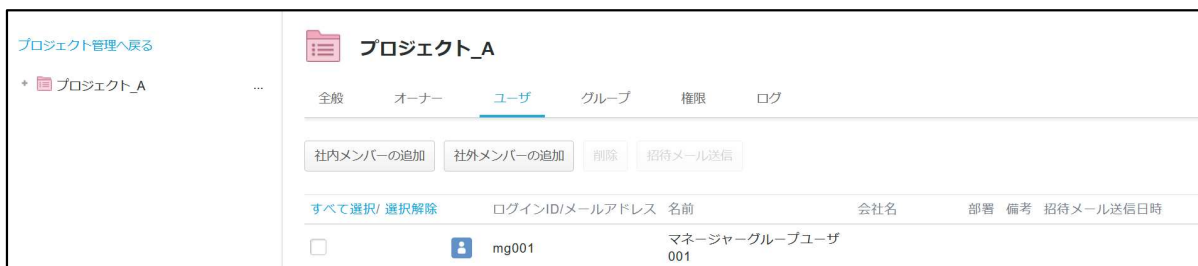 プロジェクト管理へ戻る
プロジェクト_A ...
プロジェクト_A
全般 オーナー ユーザ グループ 権限 ログ
社内メンバーの追加 社外メンバーの追加 削除 招待メール送信
すべて選択/ 選択解除 ログインID/メールアドレス 名前 会社名 部署 備考 招待メール送信日時
mg001 マネージャーグループユーザ
001